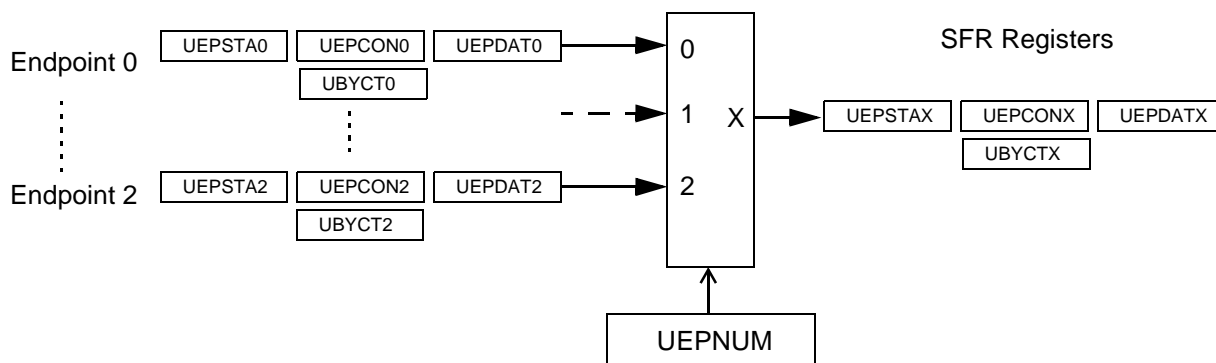 Endpoint 0 UEPSTA0 UEPCON0 UEPDAT0 0 SFR Registers
UBYCT0
1 X UEPSTAX UEPCONX UEPDATX
UBYCTX
Endpoint 2 UEPSTA2 UEPCON2 UEPDAT2 2
UBYCT2
UEPNUM